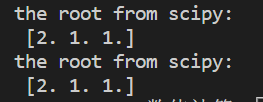 the root from scipy:
[2. 1. 1.]
the root from scipy:
[2. 1. 1.]